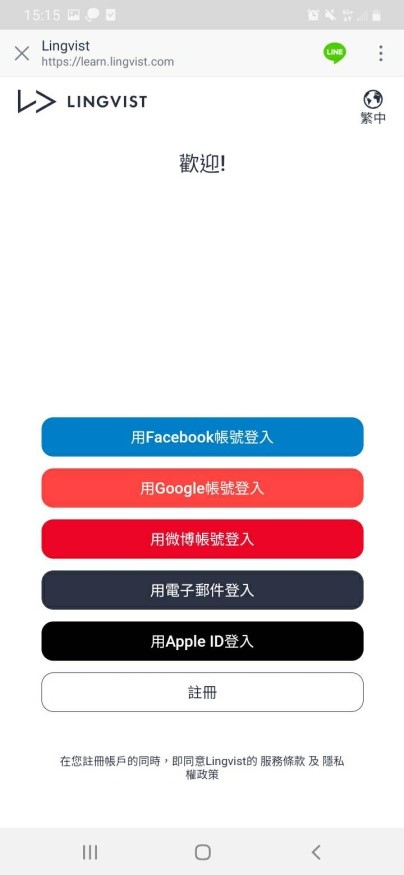 15:15
Lingvist
https://learn.lingvist.com
LINE
LINGVIST
繁中
歡迎!
用Facebook帳號登入
用Google帳號登入
用微博帳號登入
用電子郵件登入
用Apple ID登入
註冊
在您註冊帳戶的同時，即同意Lingvist的 服務條款 及 隱私
權政策